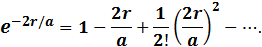 e^{-2r/a} = 1 - \frac{2r}{a} + \frac{1}{2!}\left(\frac{2r}{a}\right)^2 - \cdots.